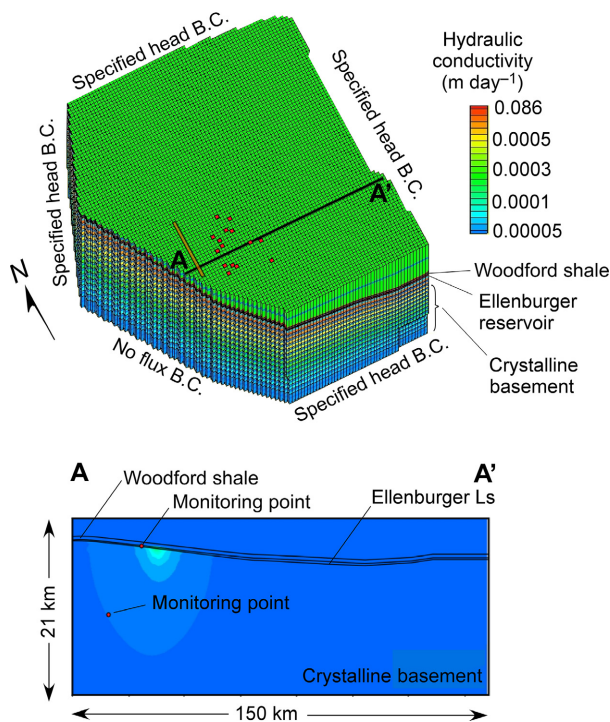 Specified head B.C.
Hydraulic
conductivity
(m day⁻¹)
0.086
0.0005
0.0003
0.0001
0.00005
Specified head B.C.
Specified head B.C.
A'
A
N
Woodford shale
Ellenburger
reservoir
Crystalline
basement
No flux B.C.
Specified head B.C.
A
A'
Woodford shale
Monitoring point
Ellenburger Ls
21 km
Monitoring point
Crystalline basement
150 km